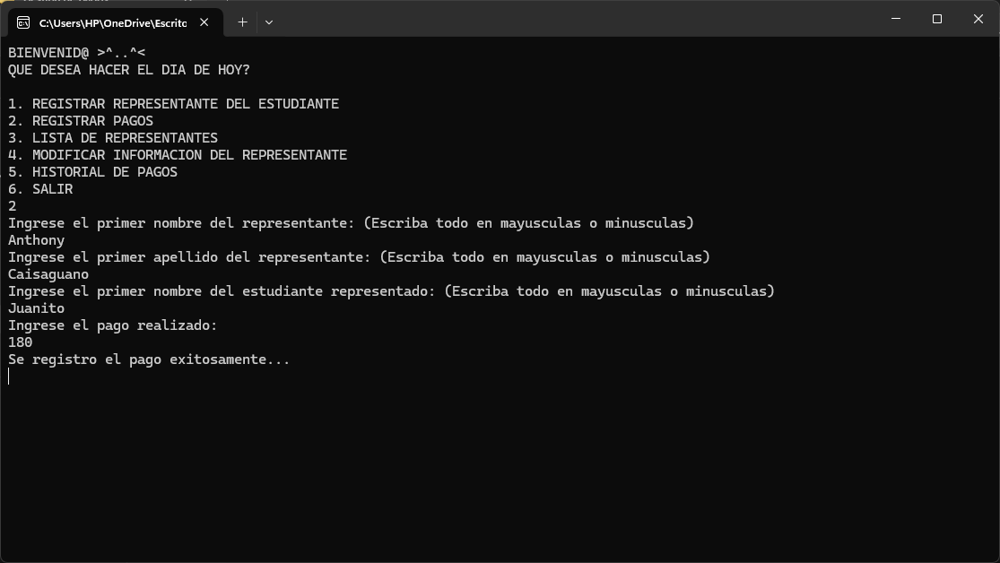 C:\Users\HP\OneDrive\Escrito
BIENVENID@ >^..^<
QUE DESEA HACER EL DIA DE HOY?
1. REGISTRAR REPRESENTANTE DEL ESTUDIANTE
2. REGISTRAR PAGOS
3. LISTA DE REPRESENTANTES
4. MODIFICAR INFORMACION DEL REPRESENTANTE
5. HISTORIAL DE PAGOS
6. SALIR
2
Ingrese el primer nombre del representante: (Escriba todo en mayusculas o minusculas)
Anthony
Ingrese el primer apellido del representante: (Escriba todo en mayusculas o minusculas)
Caisaguano
Ingrese el primer nombre del estudiante representado: (Escriba todo en mayusculas o minusculas)
Juanito
Ingrese el pago realizado:
180
Se registro el pago exitosamente...